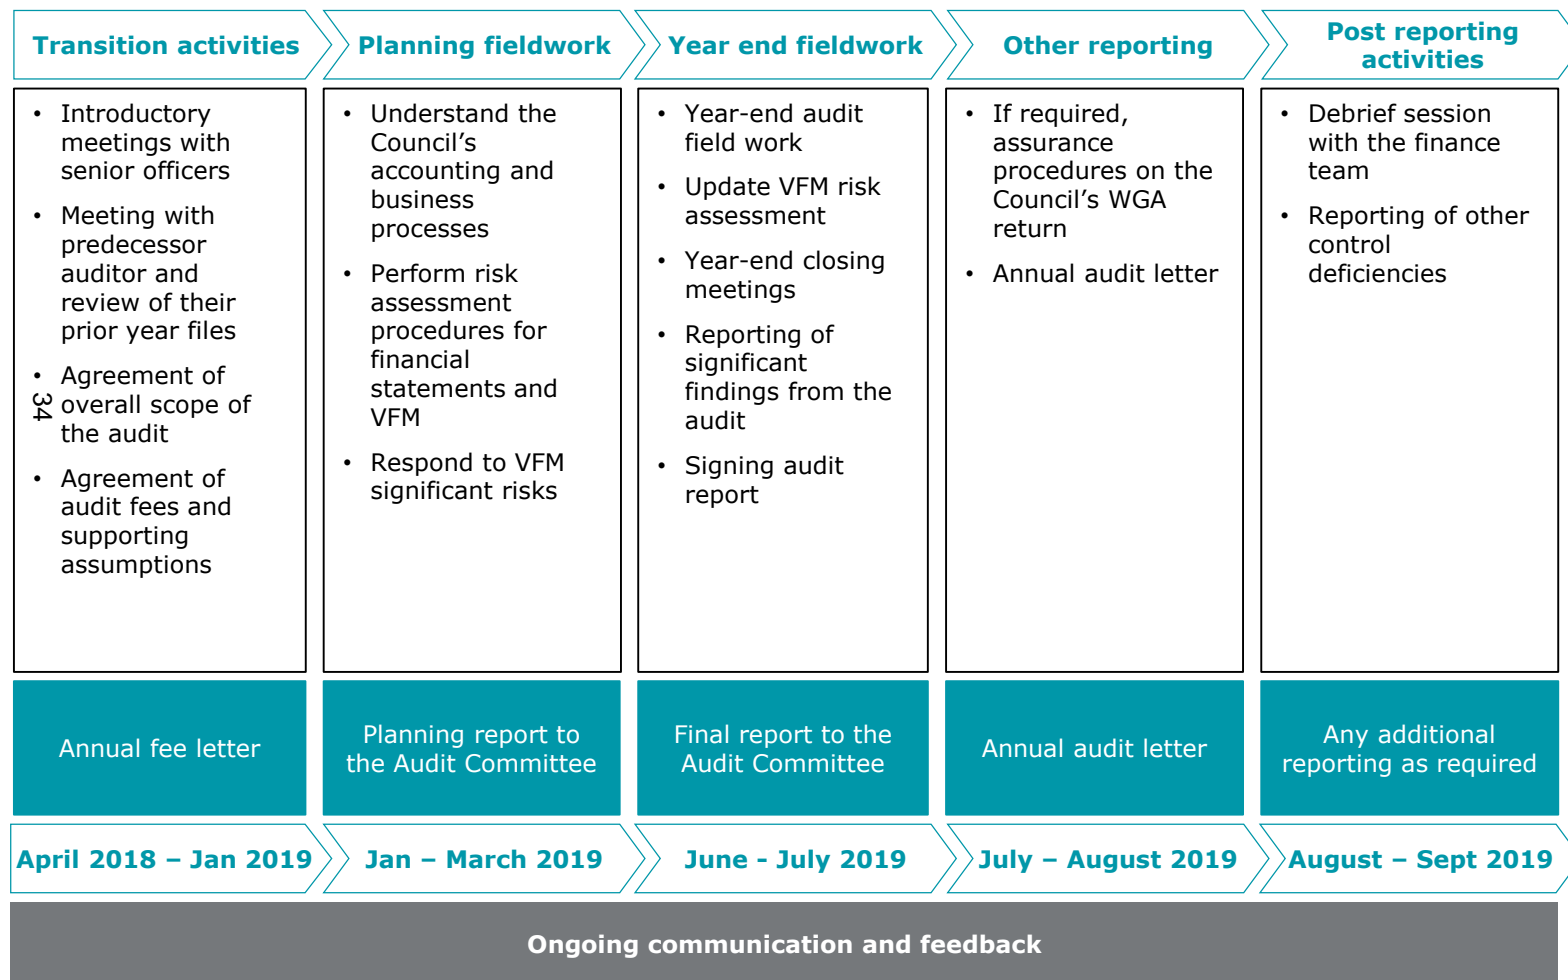 Transition activities
Planning fieldwork
Year end fieldwork
Other reporting
Post reporting
activities
• Introductory
meetings with
senior officers
• Meeting with
predecessor
auditor and
review of their
prior year files
• Agreement of
overall scope of
the audit
• Agreement of
audit fees and
supporting
assumptions
34
• Understand the
Council’s
accounting and
business
processes
• Perform risk
assessment
procedures for
financial
statements and
VFM
• Respond to VFM
significant risks
• Year-end audit
field work
• Update VFM risk
assessment
• Year-end closing
meetings
• Reporting of
significant
findings from the
audit
• Signing audit
report
• If required,
assurance
procedures on the
Council’s WGA
return
• Annual audit letter
• Debrief session
with the finance
team
• Reporting of other
control
deficiencies
Annual fee letter
Planning report to
the Audit Committee
Final report to the
Audit Committee
Annual audit letter
Any additional
reporting as required
April 2018 – Jan 2019
Jan – March 2019
June - July 2019
July – August 2019
August – Sept 2019
Ongoing communication and feedback